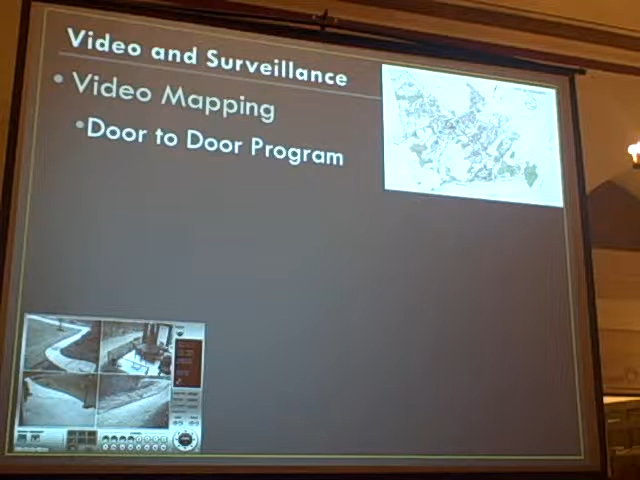 Video and Surveillance
• Video Mapping
•Door to Door Program